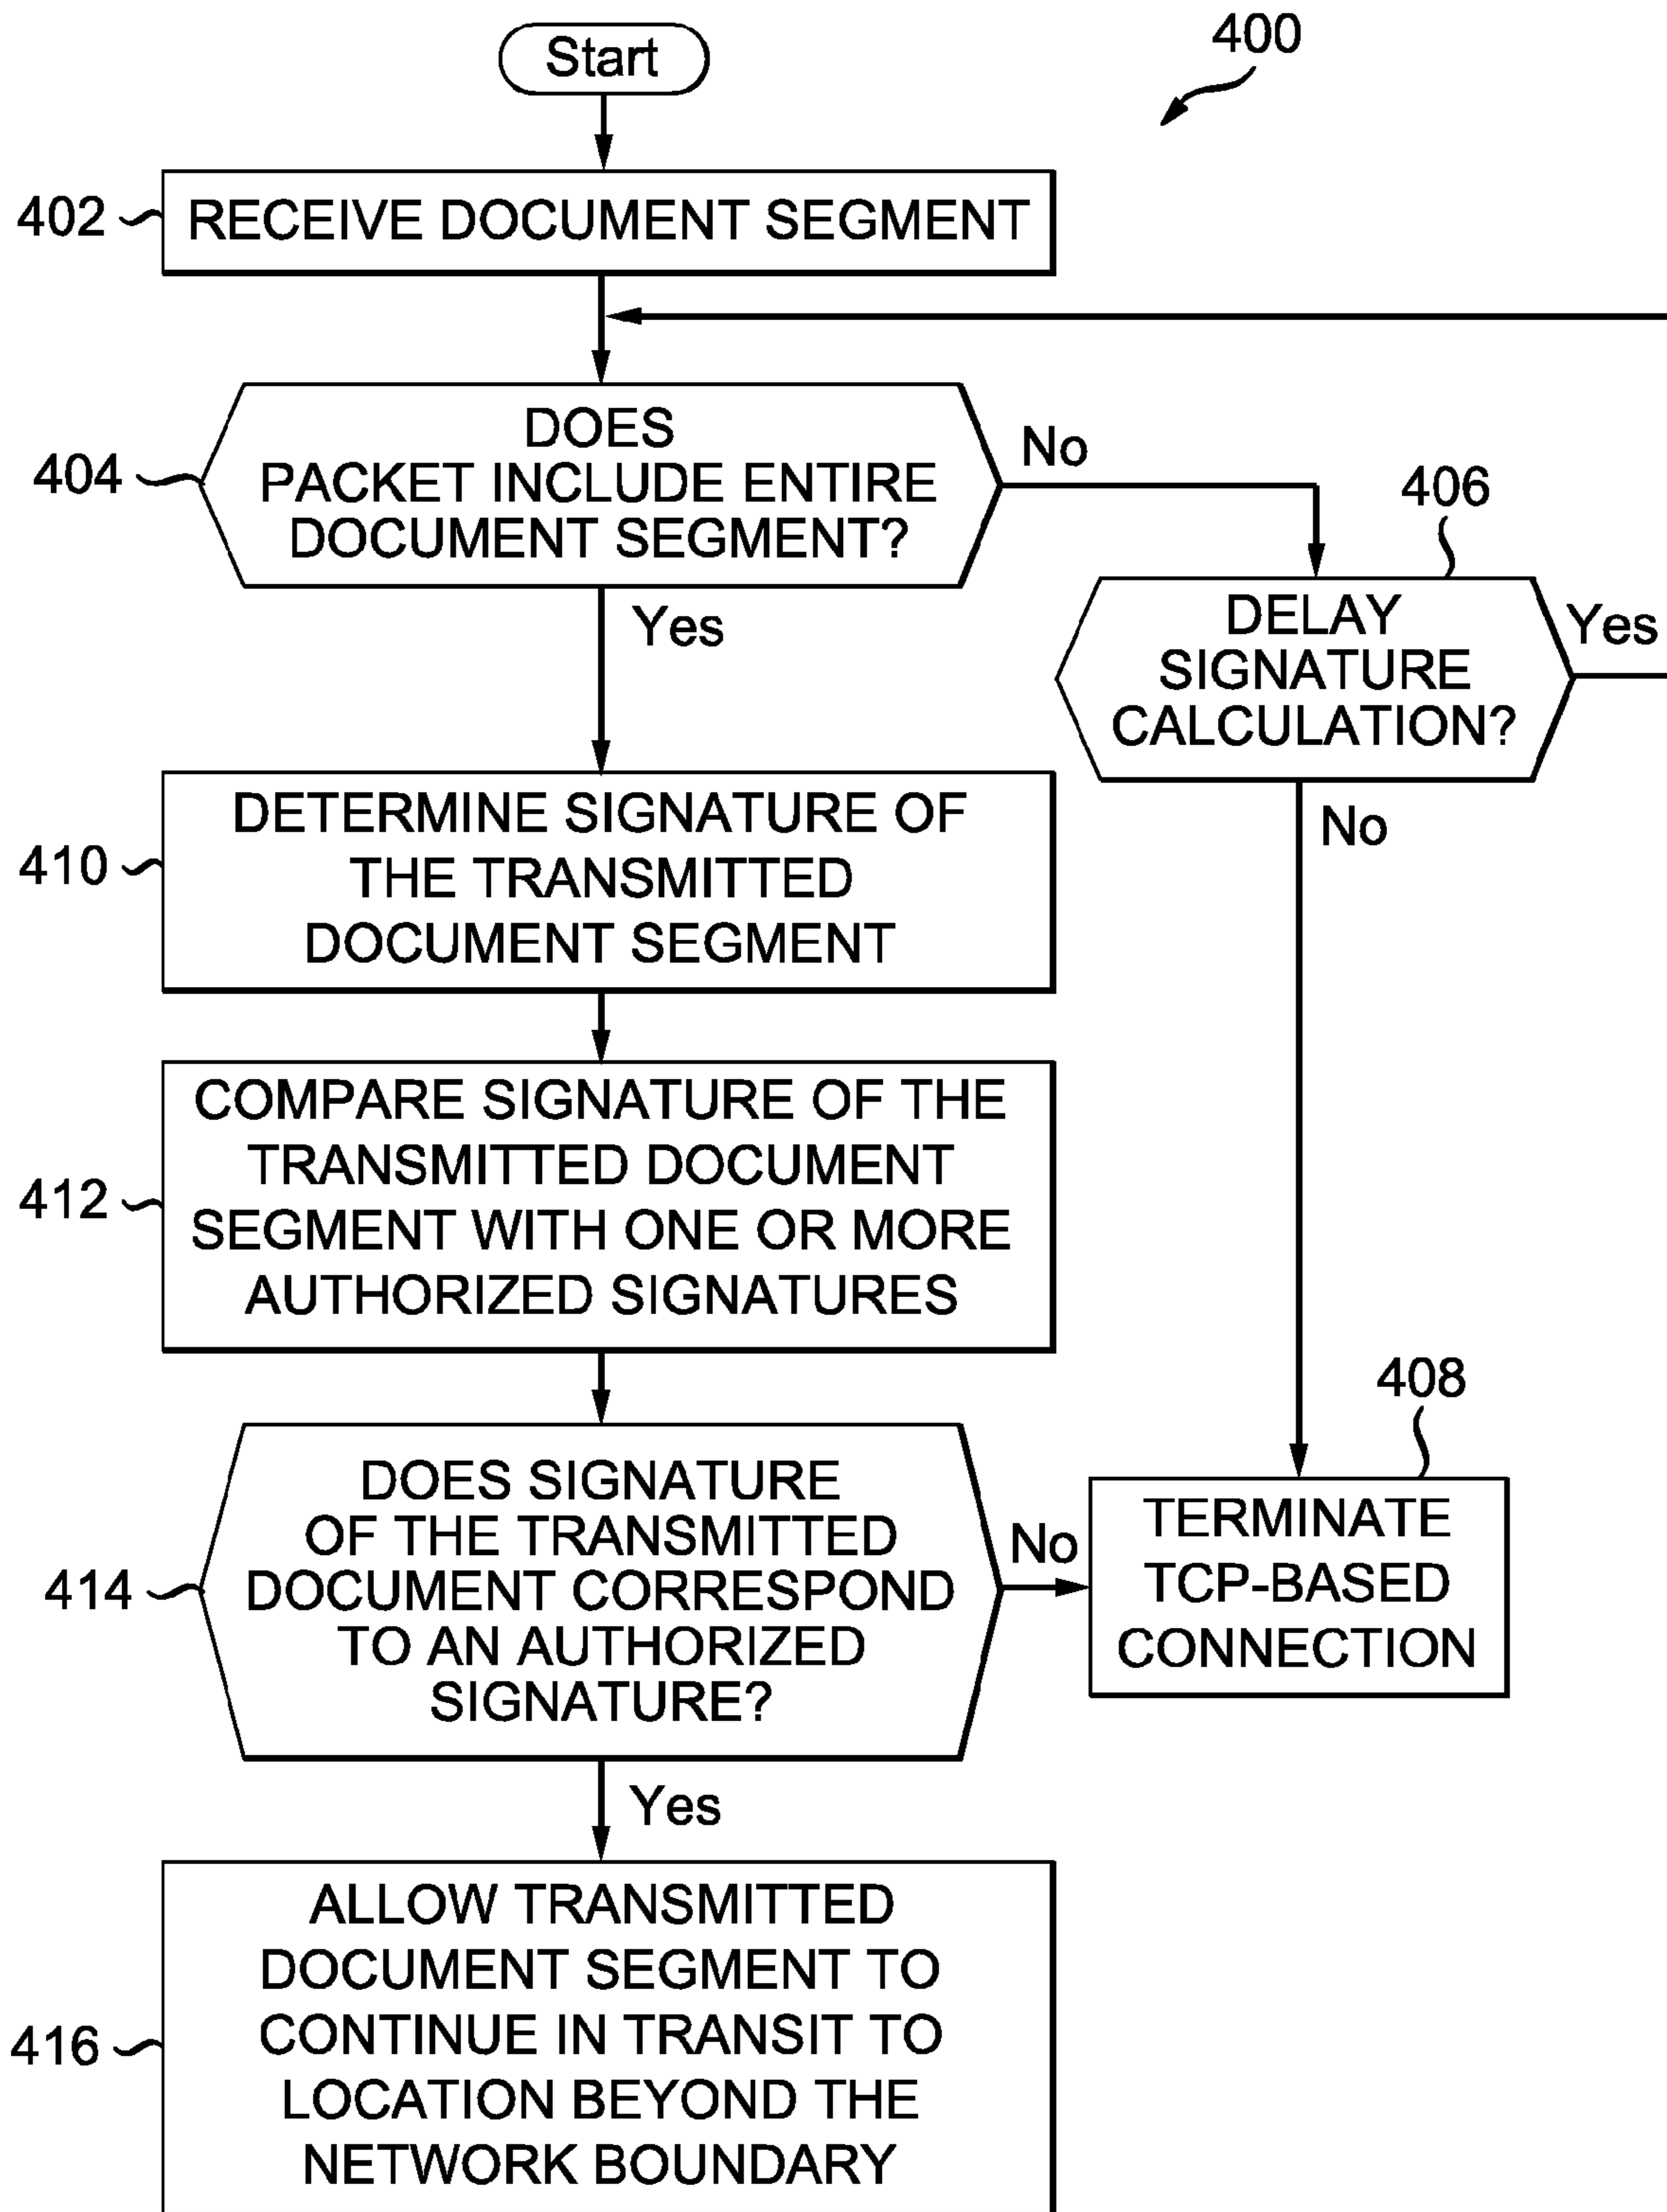 Start
400
402
RECEIVE DOCUMENT SEGMENT
404
DOES
PACKET INCLUDE ENTIRE
DOCUMENT SEGMENT?
No
Yes
406
DELAY
SIGNATURE
CALCULATION?
Yes
No
410
DETERMINE SIGNATURE OF
THE TRANSMITTED
DOCUMENT SEGMENT
412
COMPARE SIGNATURE OF THE
TRANSMITTED DOCUMENT
SEGMENT WITH ONE OR MORE
AUTHORIZED SIGNATURES
414
DOES SIGNATURE
OF THE TRANSMITTED
DOCUMENT CORRESPOND
TO AN AUTHORIZED
SIGNATURE?
No
Yes
408
TERMINATE
TCP-BASED
CONNECTION
416
ALLOW TRANSMITTED
DOCUMENT SEGMENT TO
CONTINUE IN TRANSIT TO
LOCATION BEYOND THE
NETWORK BOUNDARY